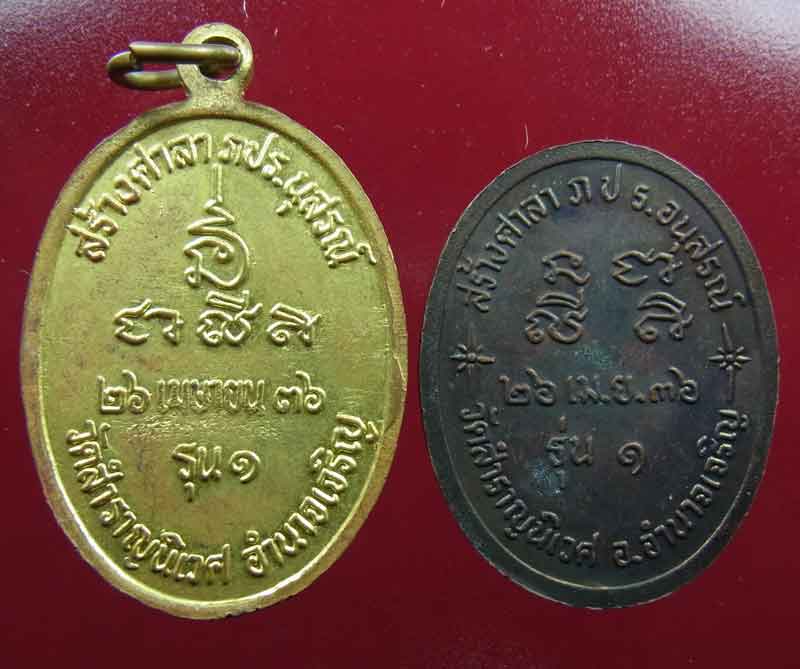 สร้างศาลา ภปร.นุสรณ์
๒๖ เมษายน ๓๖
รุ่น ๑
วัดสำราญนิเวศ อำนาจเจริญ
สร้างศาลา ภ ป ร.อนุสรณ์
๒๖ เม.ย.๓๖
รุ่น ๑
วัดสำราญนิเวศ อ.อำนาจเจริญ